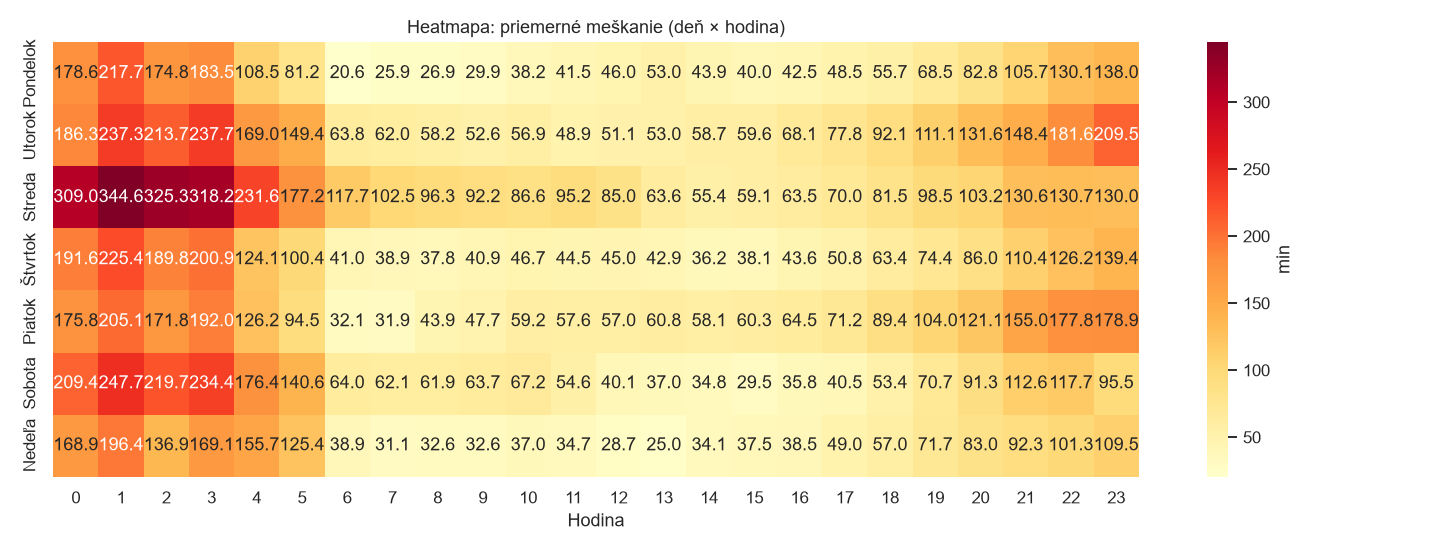 Heatmapa: priemerné meškanie (deň × hodina)
Pondelok 178.6 217.7 174.8 183.5 108.5 81.2 20.6 25.9 26.9 29.9 38.2 41.5 46.0 53.0 43.9 40.0 42.5 48.5 55.7 68.5 82.8 105.7 130.1 138.0
Utorok 186.3 237.3 213.7 237.7 169.0 149.4 63.8 62.0 58.2 52.6 56.9 48.9 51.1 53.0 58.7 59.6 68.1 77.8 92.1 111.1 131.6 148.4 181.6 209.5
Streda 309.0 344.6 325.3 318.2 231.6 177.2 117.7 102.5 96.3 92.2 86.6 95.2 85.0 63.6 55.4 59.1 63.5 70.0 81.5 98.5 103.2 130.6 130.7 130.0
Štvrtok 191.6 225.4 189.8 200.9 124.1 100.4 41.0 38.9 37.8 40.9 46.7 44.5 45.0 42.9 36.2 38.1 43.6 50.8 63.4 74.4 86.0 110.4 126.2 139.4
Piatok 175.8 205.1 171.8 192.0 126.2 94.5 32.1 31.9 43.9 47.7 59.2 57.6 57.0 60.8 58.1 60.3 64.5 71.2 89.4 104.0 121.1 155.0 177.8 178.9
Sobota 209.4 247.7 219.7 234.4 176.4 140.6 64.0 62.1 61.9 63.7 67.2 54.6 40.1 37.0 34.8 29.5 35.8 40.5 53.4 70.7 91.3 112.6 117.7 95.5
Nedeľa 168.9 196.4 136.9 169.1 155.7 125.4 38.9 31.1 32.6 32.6 37.0 34.7 28.7 25.0 34.1 37.5 38.5 49.0 57.0 71.7 83.0 92.3 101.3 109.5
0 1 2 3 4 5 6 7 8 9 10 11 12 13 14 15 16 17 18 19 20 21 22 23
Hodina
300
250
200
150
100
50
min